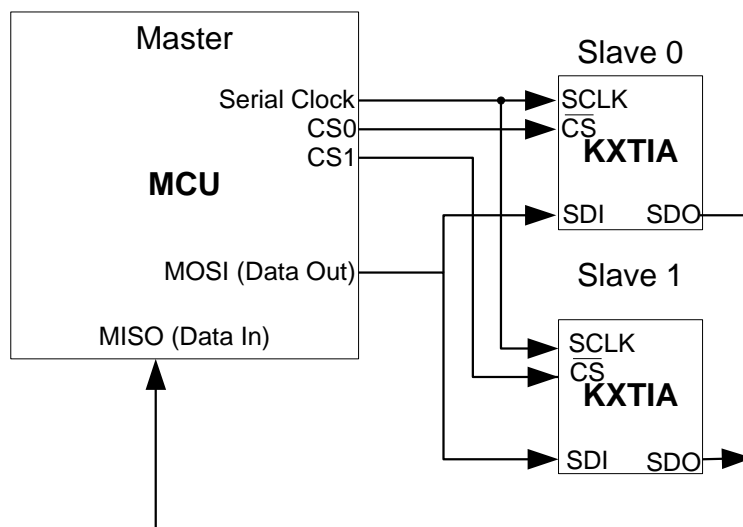 Master
Serial Clock
CS0
CS1
MCU
MOSI (Data Out)
MISO (Data In)
Slave 0
SCLK
CS
KXTIA
SDI SDO
Slave 1
SCLK
CS
KXTIA
SDI SDO